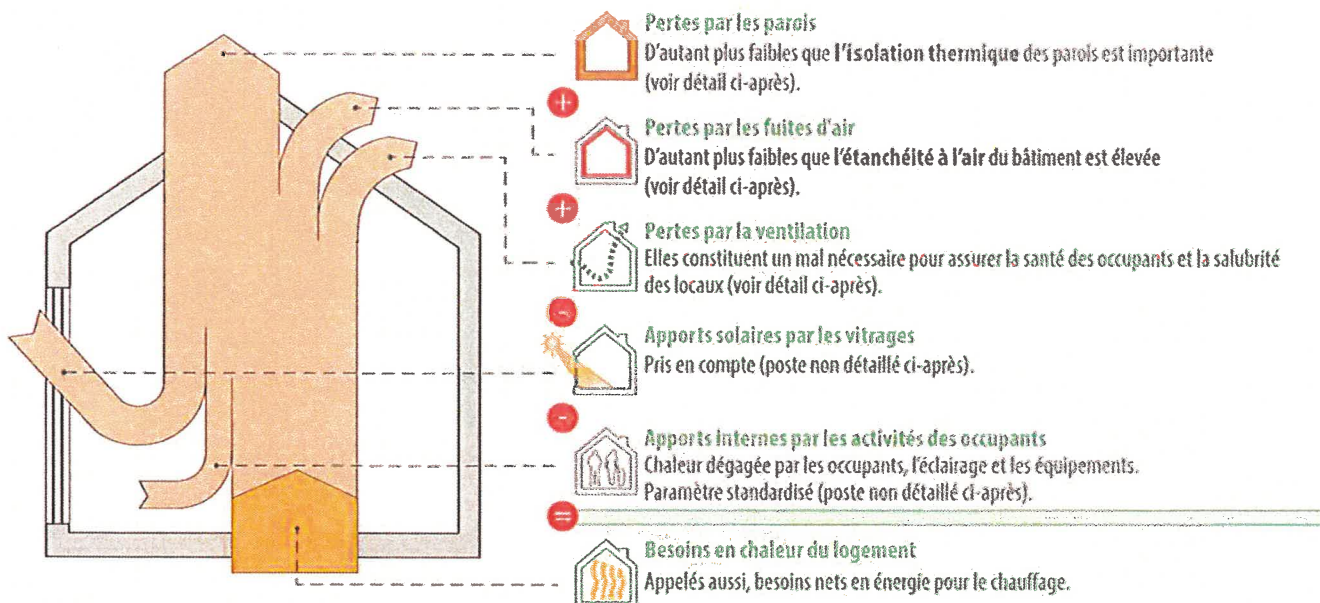 Pertes par les parois
D'autant plus faibles que l'isolation thermique des parois est importante
(voir détail ci-après).
+
Pertes par les fuites d'air
D'autant plus faibles que l'étanchéité à l'air du bâtiment est élevée
(voir détail ci-après).
+
Pertes par la ventilation
Elles constituent un mal nécessaire pour assurer la santé des occupants et la salubrité
des locaux (voir détail ci-après).
-
Apports solaires par les vitrages
Pris en compte (poste non détaillé ci-après).
-
Apports internes par les activités des occupants
Chaleur dégagée par les occupants, l'éclairage et les équipements.
Paramètre standardisé (poste non détaillé ci-après).
=
Besoins en chaleur du logement
Appelés aussi, besoins nets en énergie pour le chauffage.